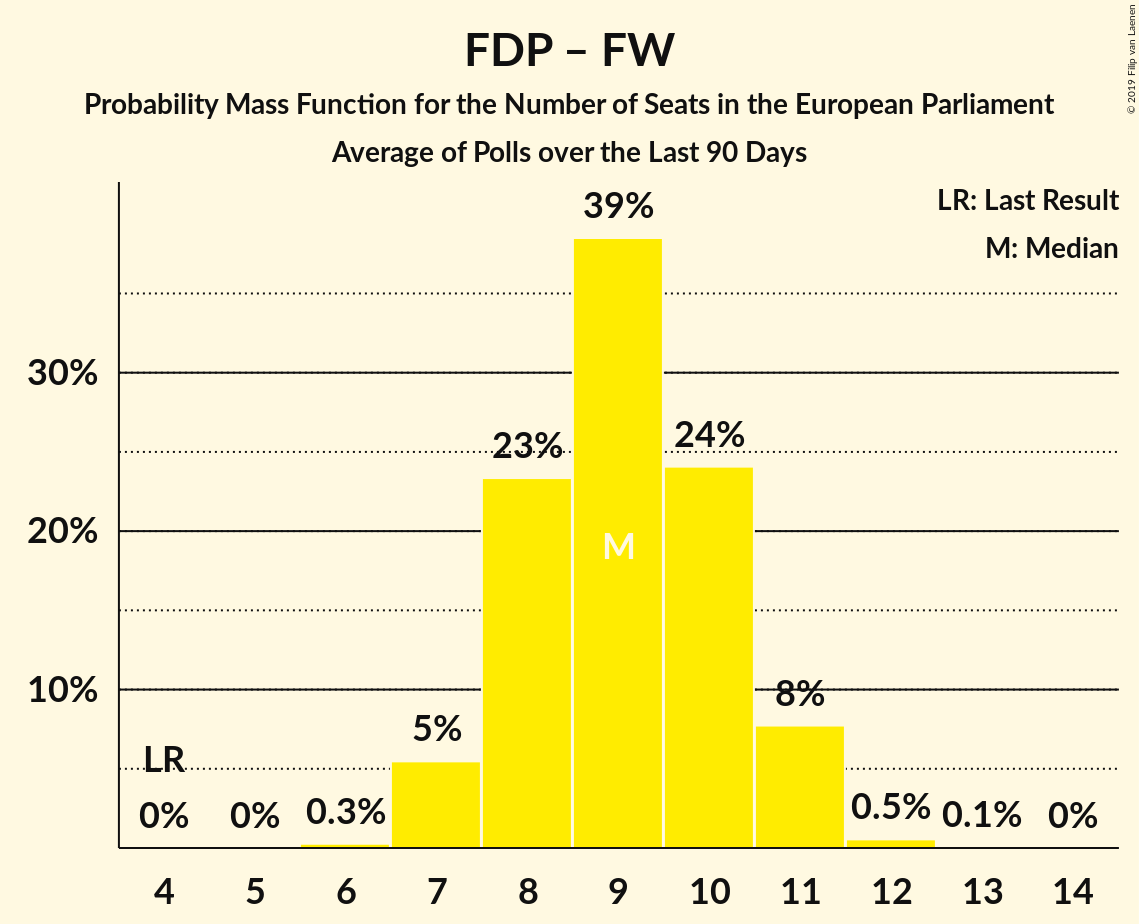 FDP – FW
Probability Mass Function for the Number of Seats in the European Parliament
Average of Polls over the Last 90 Days
© 2019 Filip van Laenen
LR: Last Result
M: Median
39%
30%
23%
24%
20%
M
10%
8%
5%
LR
0%
0%
0.3%
0.5%
0.1%
0%
4 5 6 7 8 9 10 11 12 13 14